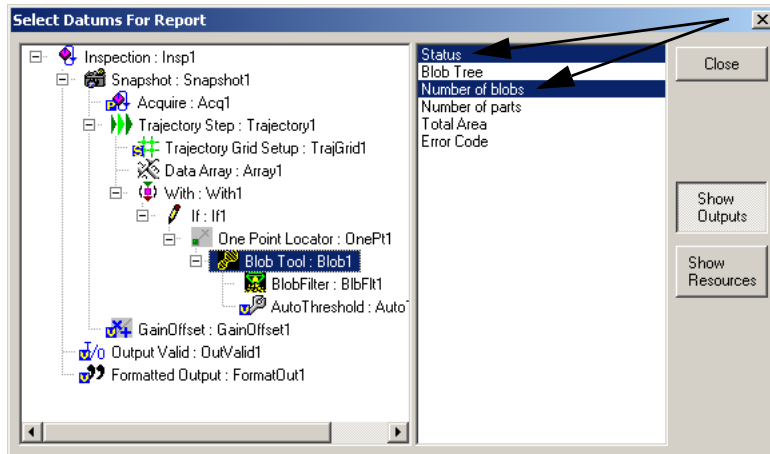 Select Datums For Report
Inspection : Insp1
Snapshot : Snapshot1
Acquire : Acq1
Trajectory Step : Trajectory1
Trajectory Grid Setup : TrajGrid1
Data Array : Array1
With : With1
If : If1
One Point Locator : OnePt1
Blob Tool : Blob1
BlobFilter : BlbFlt1
AutoThreshold : Auto
GainOffset : GainOffset1
Output Valid : OutValid1
Formatted Output : FormatOut1
Status
Blob Tree
Number of blobs
Number of parts
Total Area
Error Code
Close
Show
Outputs
Show
Resources